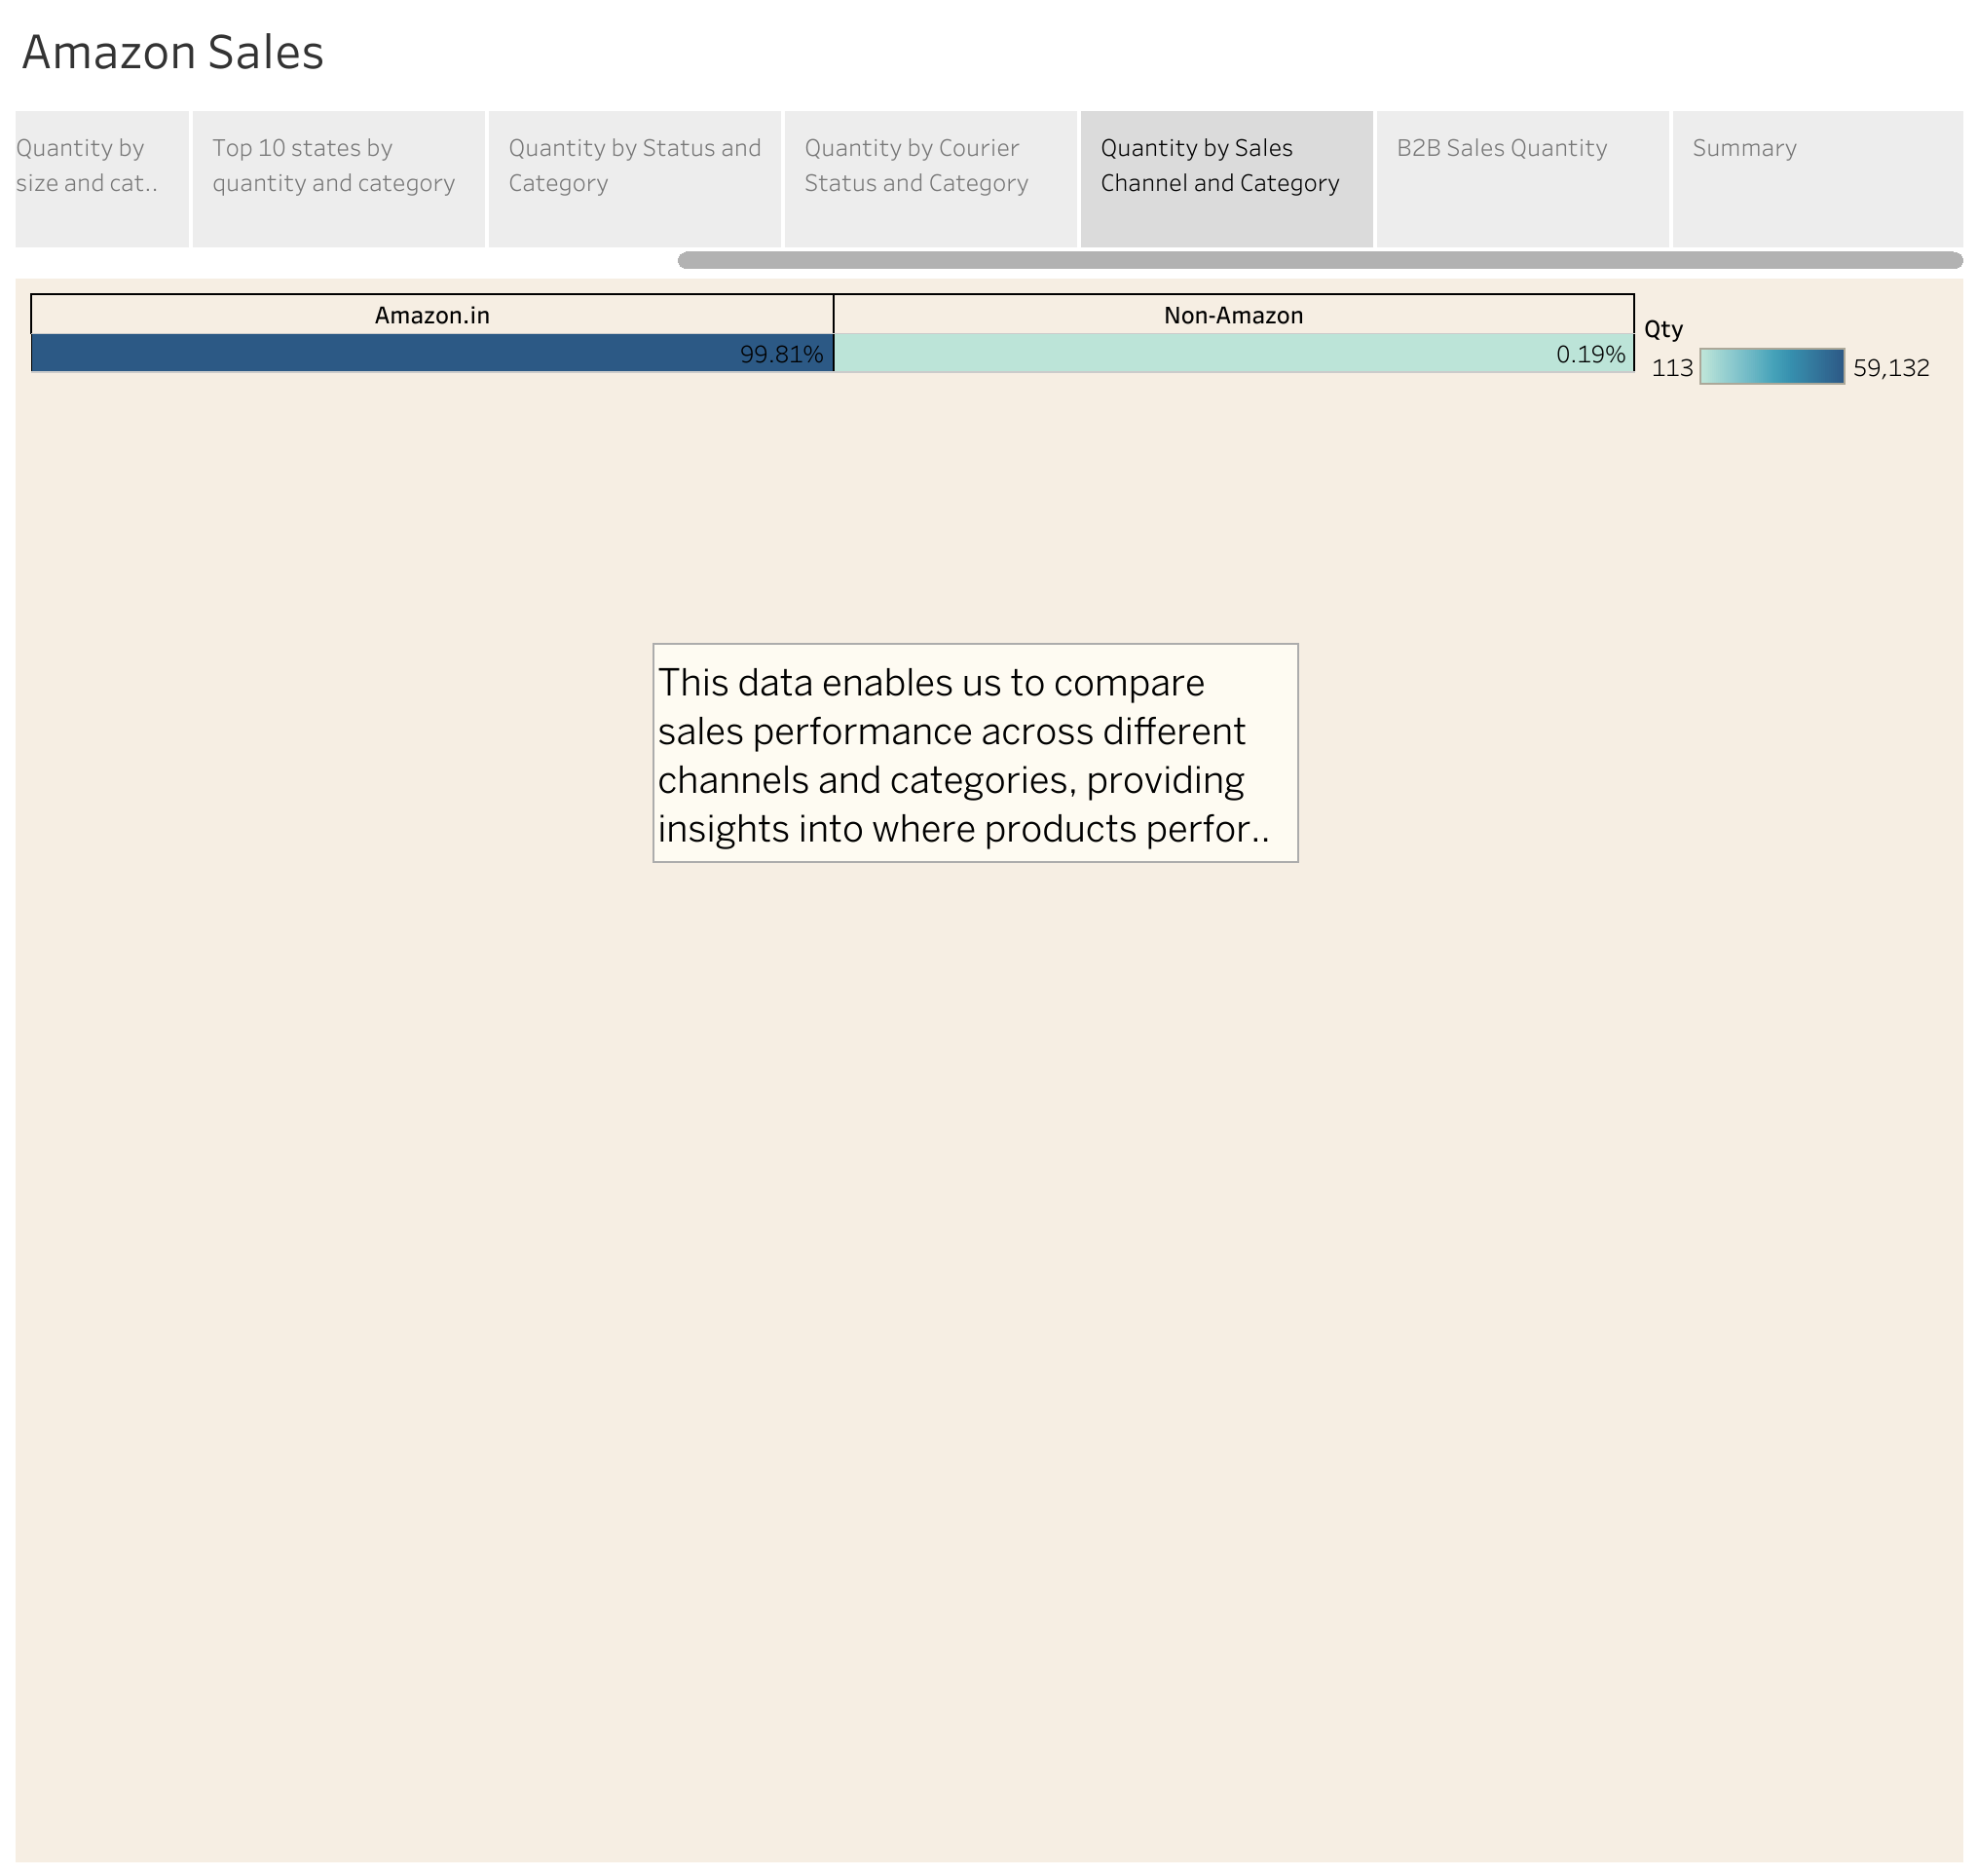 Amazon Sales
Quantity by
size and cat..
Top 10 states by
quantity and category
Quantity by Status and
Category
Quantity by Courier
Status and Category
Quantity by Sales
Channel and Category
B2B Sales Quantity
Summary
Amazon.in
Non-Amazon
99.81%
0.19%
Qty
113
59,132
This data enables us to compare
sales performance across different
channels and categories, providing
insights into where products perfor..